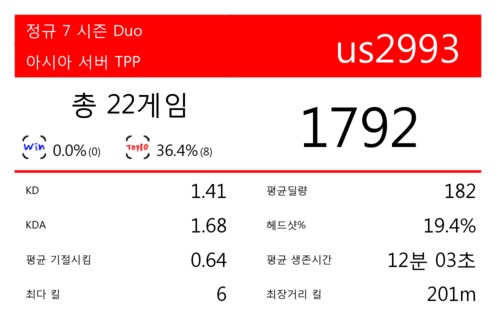 정규 7 시즌 Duo
아시아 서버 TPP
us2993
총 22게임
1792
Win 0.0% (0)
TOP10 36.4% (8)
KD 1.41
평균딜량 182
KDA 1.68
헤드샷% 19.4%
평균 기절시킴 0.64
평균 생존시간 12분 03초
최다 킬 6
최장거리 킬 201m